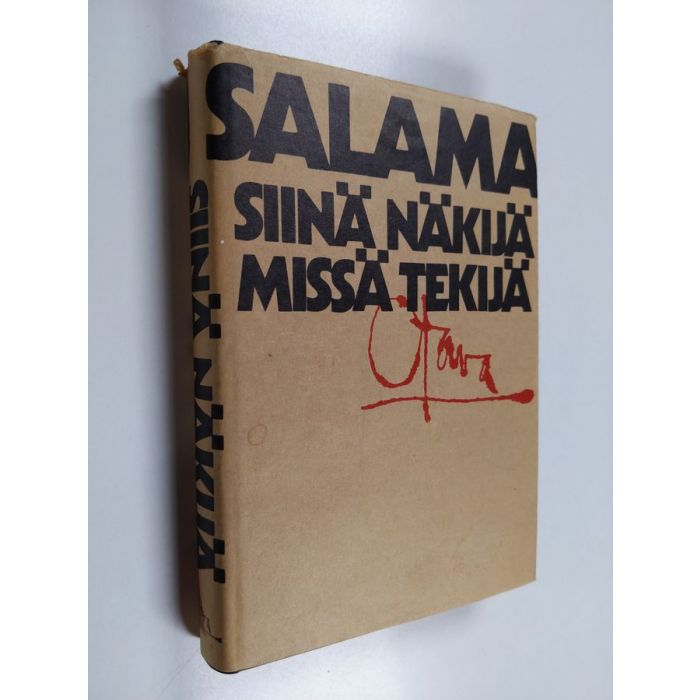 SALAMA
SIINÄ NÄKIJÄ
MISSÄ TEKIJÄ
Otava
SIINÄ NÄKIJÄ